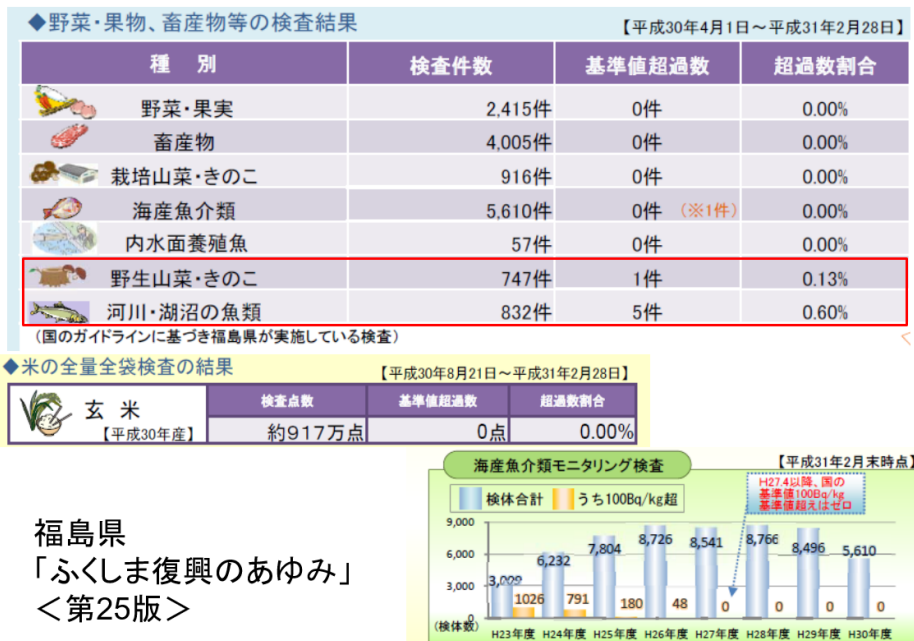 ◆野菜・果物、畜産物等の検査結果
【平成30年4月1日～平成31年2月28日】
種 別 検査件数 基準値超過数 超過数割合
野菜・果実 2,415件 0件 0.00%
畜産物 4,005件 0件 0.00%
栽培山菜・きのこ 916件 0件 0.00%
海産魚介類 5,610件 0件 （※1件） 0.00%
内水面養殖魚 57件 0件 0.00%
野生山菜・きのこ 747件 1件 0.13%
河川・湖沼の魚類 832件 5件 0.60%
（国のガイドラインに基づき福島県が実施している検査）
◆米の全量全袋検査の結果
【平成30年8月21日～平成31年2月28日】
検査点数 基準値超過数 超過数割合
玄 米
【平成30年産】 約917万点 0点 0.00%
福島県
「ふくしま復興のあゆみ」
＜第25版＞
海産魚介類モニタリング検査
【平成31年2月末時点】
検体合計 うち100Bq/kg超
H27.4以降、国の
基準値100Bq/kg
基準値超えはゼロ
9,000
6,000
3,000
0
（検体数）
6,232 7,804 8,726 8,541 8,766 8,496 5,610
1026 791 180 48 0 0 0 0
H23年度 H24年度 H25年度 H26年度 H27年度 H28年度 H29年度 H30年度